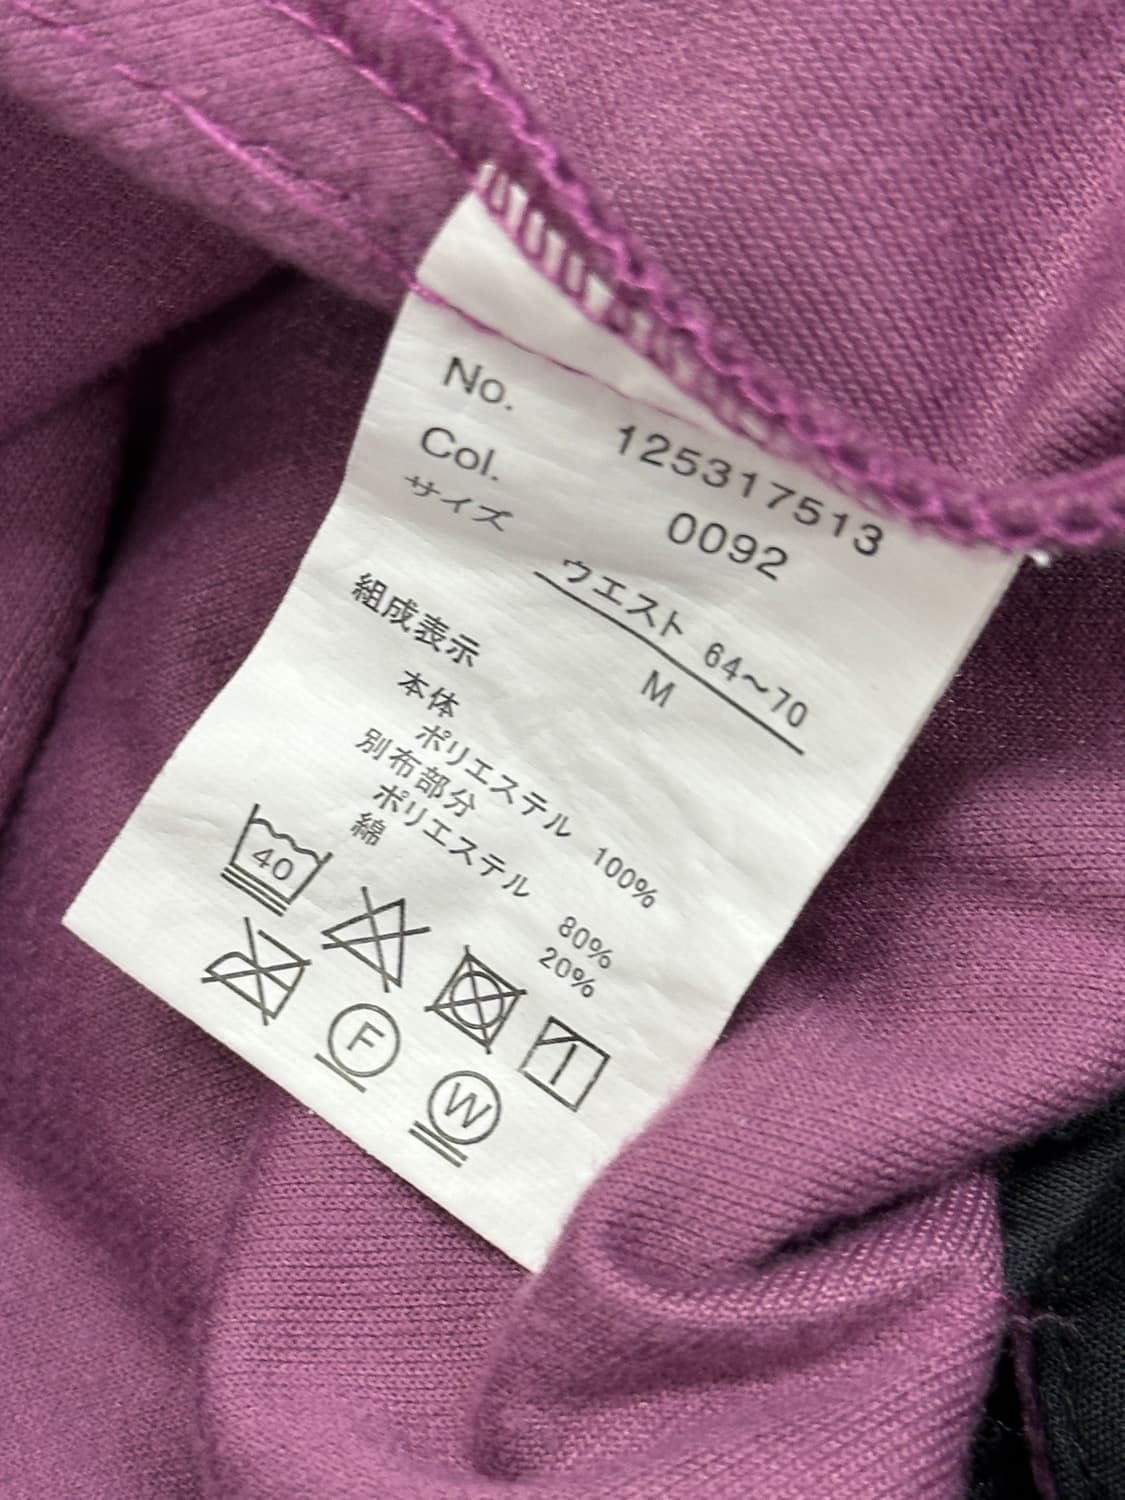 No. 125317513
Col. 0092
サイズ ウエスト 64～70
M
組成表示
本体
ポリエステル 100%
別布部分
ポリエステル 80%
綿 20%
40
F
W